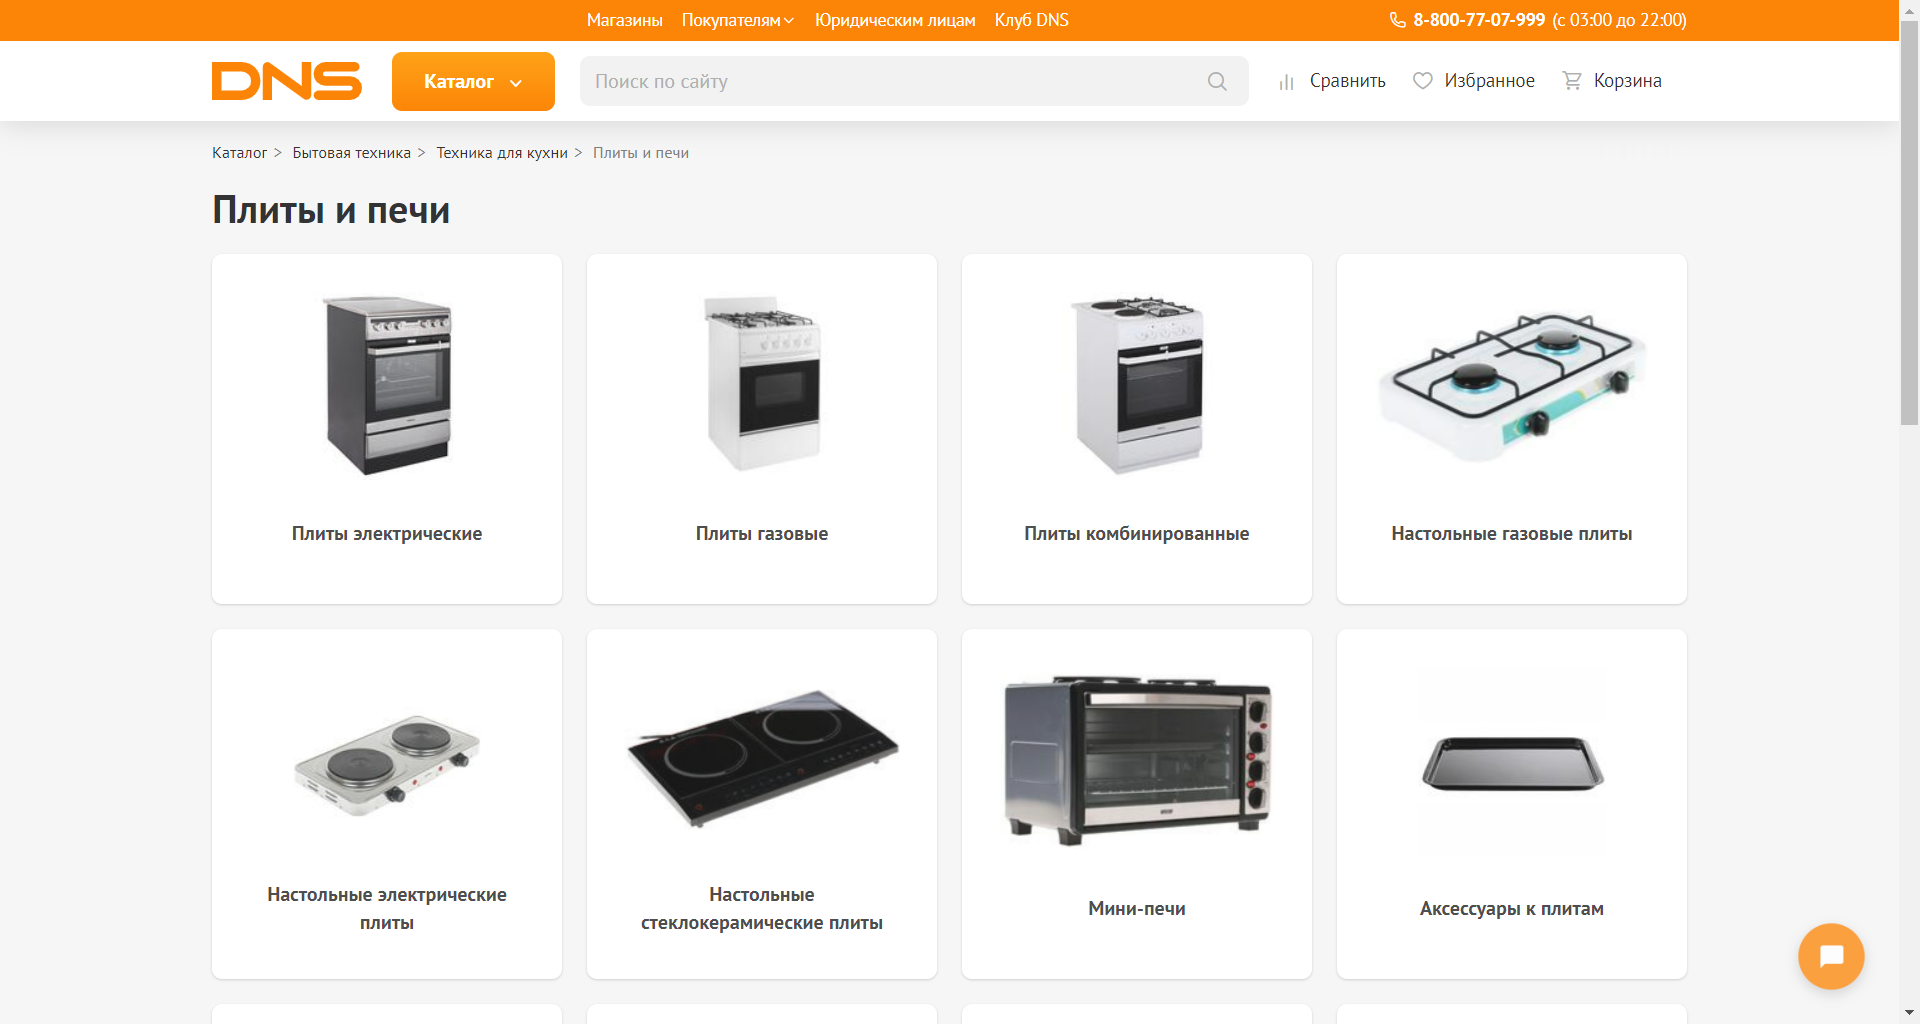 Магазины Покупателям Юридическим лицам Клуб DNS 8-800-77-07-999 (с 03:00 до 22:00)
DNS Каталог Поиск по сайту Сравнить Избранное Корзина
Каталог > Бытовая техника > Техника для кухни > Плиты и печи
Плиты и печи
Плиты электрические
Плиты газовые
Плиты комбинированные
Настольные газовые плиты
Настольные электрические
плиты
Настольные
стеклокерамические плиты
Мини-печи
Аксессуары к плитам